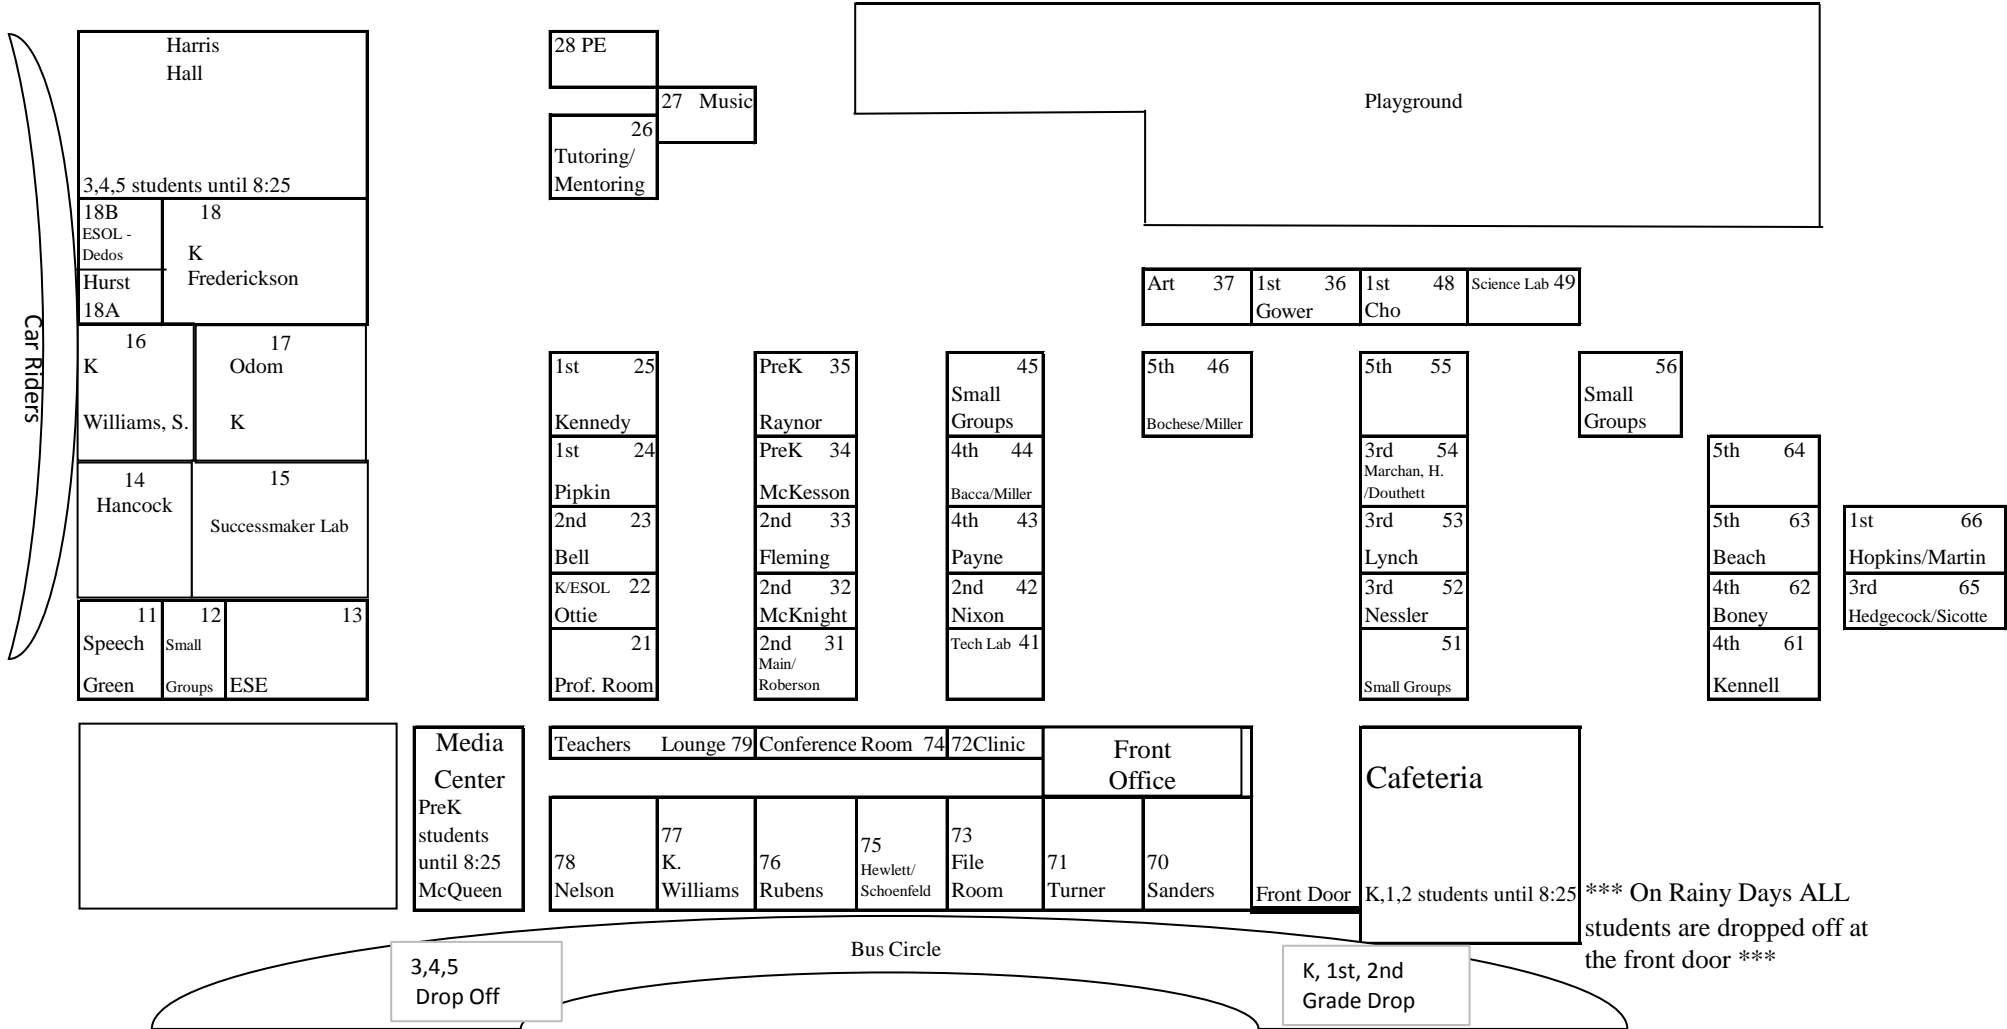 Harris
Hall
3,4,5 students until 8:25
28 PE
27 Music
26
Tutoring/
Mentoring
Playground
Car Riders
18B
ESOL -
Dedos
Hurst
18A
18
K
Frederickson
16
K
Williams, S.
17
Odom
K
14
Hancock
15
Successmaker Lab
11
Speech
Green
12
Small
Groups
13
ESE
Art 37
1st 36
Gower
1st 48
Cho
Science Lab 49
1st 25
Kennedy
1st 24
Pipkin
2nd 23
Bell
K/ESOL 22
Ottie
21
Prof. Room
PreK 35
Raynor
PreK 34
McKesson
2nd 33
Fleming
2nd 32
McKnight
2nd 31
Main/
Roberson
45
Small
Groups
4th 44
Bacca/Miller
4th 43
Payne
2nd 42
Nixon
Tech Lab 41
5th 46
Bochese/Miller
5th 55
3rd 54
Marchan, H.
/Douthett
3rd 53
Lynch
3rd 52
Nessler
51
Small Groups
56
Small
Groups
5th 64
5th 63
Beach
4th 62
Boney
4th 61
Kennell
1st 66
Hopkins/Martin
3rd 65
Hedgecock/Sicotte
Media
Center
PreK
students
until 8:25
McQueen
Teachers Lounge 79
Conference Room 74
72Clinic
Front
Office
78
Nelson
77
K.
Williams
76
Rubens
75
Hewlett/
Schoenfeld
73
File
Room
71
Turner
70
Sanders
Front Door
Cafeteria
K,1,2 students until 8:25
*** On Rainy Days ALL
students are dropped off at
the front door ***
Bus Circle
3,4,5
Drop Off
K, 1st, 2nd
Grade Drop